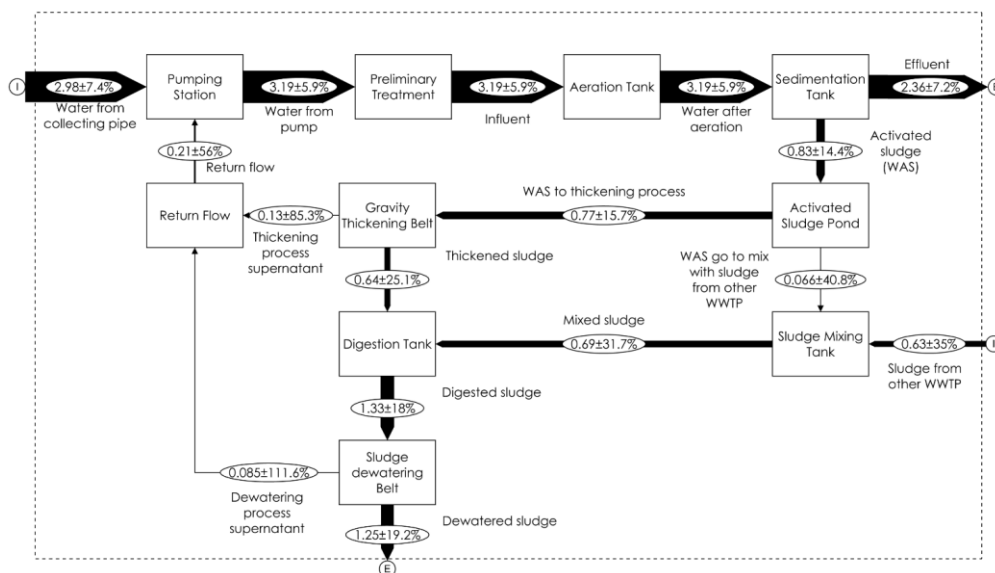 I
2.98±7.4%
Water from
collecting pipe
Pumping
Station
3.19±5.9%
Water from
pump
Preliminary
Treatment
3.19±5.9%
Influent
Aeration Tank
3.19±5.9%
Water after
aeration
Sedimentation
Tank
Effluent
2.36±7.2%
0.21±56%
Return flow
0.83±14.4%
Activated
sludge
(WAS)
Return Flow
0.13±85.3%
Thickening
process
supernatant
Gravity
Thickening Belt
WAS to thickening process
0.77±15.7%
Activated
Sludge Pond
Thickened sludge
0.64±25.1%
WAS go to mix
with sludge
from other
WWTP
0.066±40.8%
Digestion Tank
Mixed sludge
0.69±31.7%
Sludge Mixing
Tank
0.63±35%
Sludge from
other WWTP
Digested sludge
1.33±18%
Sludge
dewatering
Belt
0.085±111.6%
Dewatering
process
supernatant
Dewatered sludge
1.25±19.2%
E